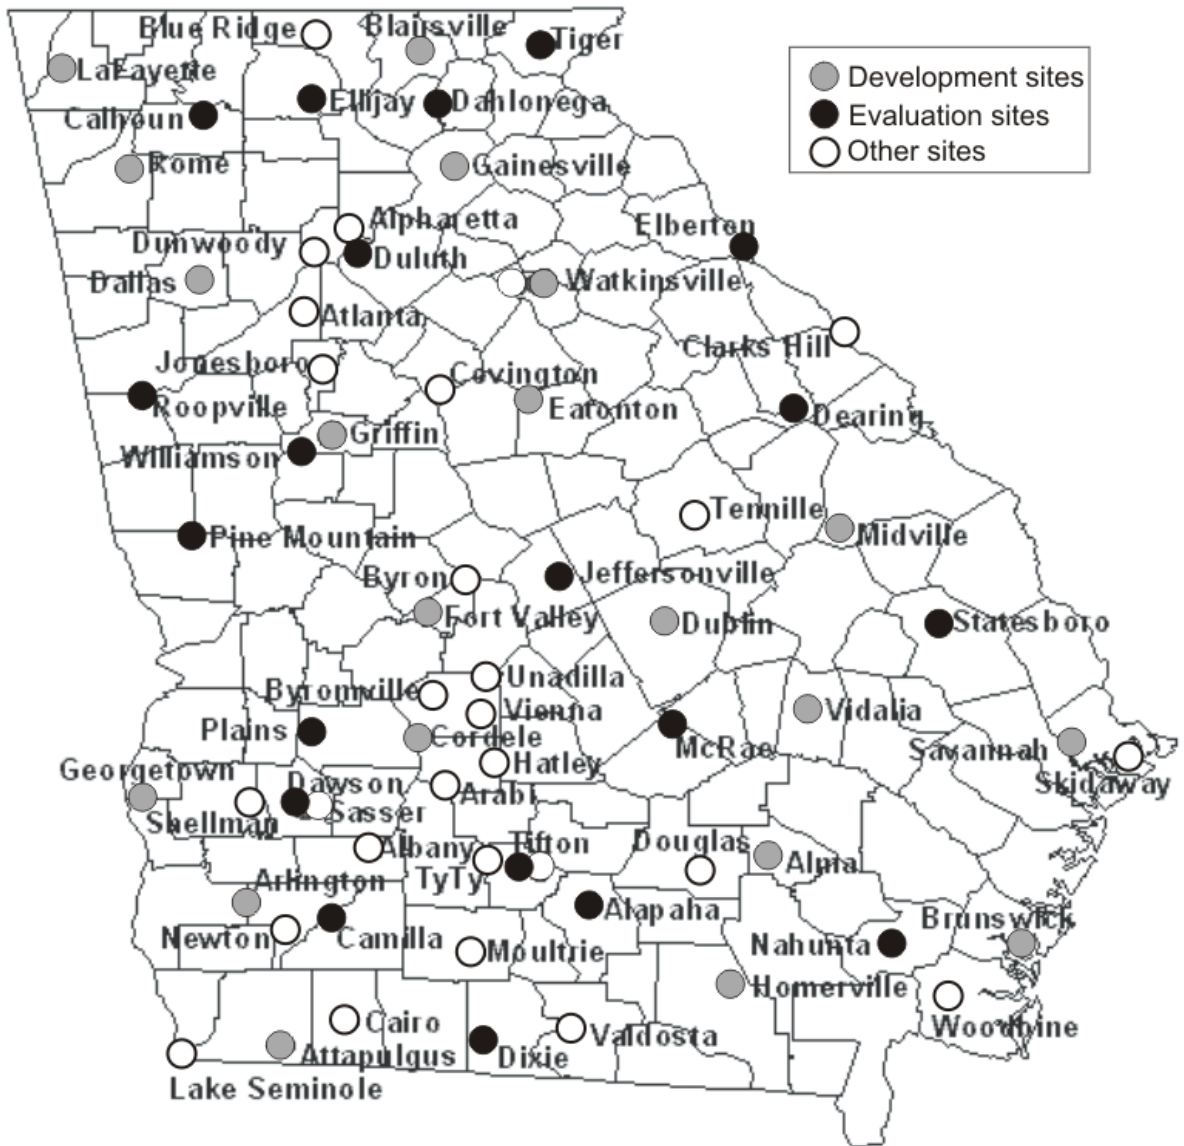 Blue Ridge
Blairsville
Tiger
LaFayette
Development sites
Ellijay
Dahlonega
Calhoun
Evaluation sites
Other sites
Rome
Gainesville
Alpharetta
Elberton
Dunwoody
Duluth
Dallas
Watkinsville
Atlanta
Clarks Hill
Jonesboro
Covington
Roopville
Eatonton
Dearing
Griffin
Williamson
Tennille
Pine Mountain
Midville
Byron
Jeffersonville
Fort Valley
Dublin
Statesboro
Unadilla
Byromville
Vienna
Vidalia
Plains
Cordele
McRae
Savannah
Hatley
Georgetown
Dawson
Skidaway
Arabi
Sasser
Shellman
Albany
Tifton
Douglas
Alma
TyTy
Arlington
Alapaha
Brunswick
Newton
Camilla
Nahunta
Moultrie
Homerville
Cairo
Woodbine
Valdosta
Attapulgus
Dixie
Lake Seminole